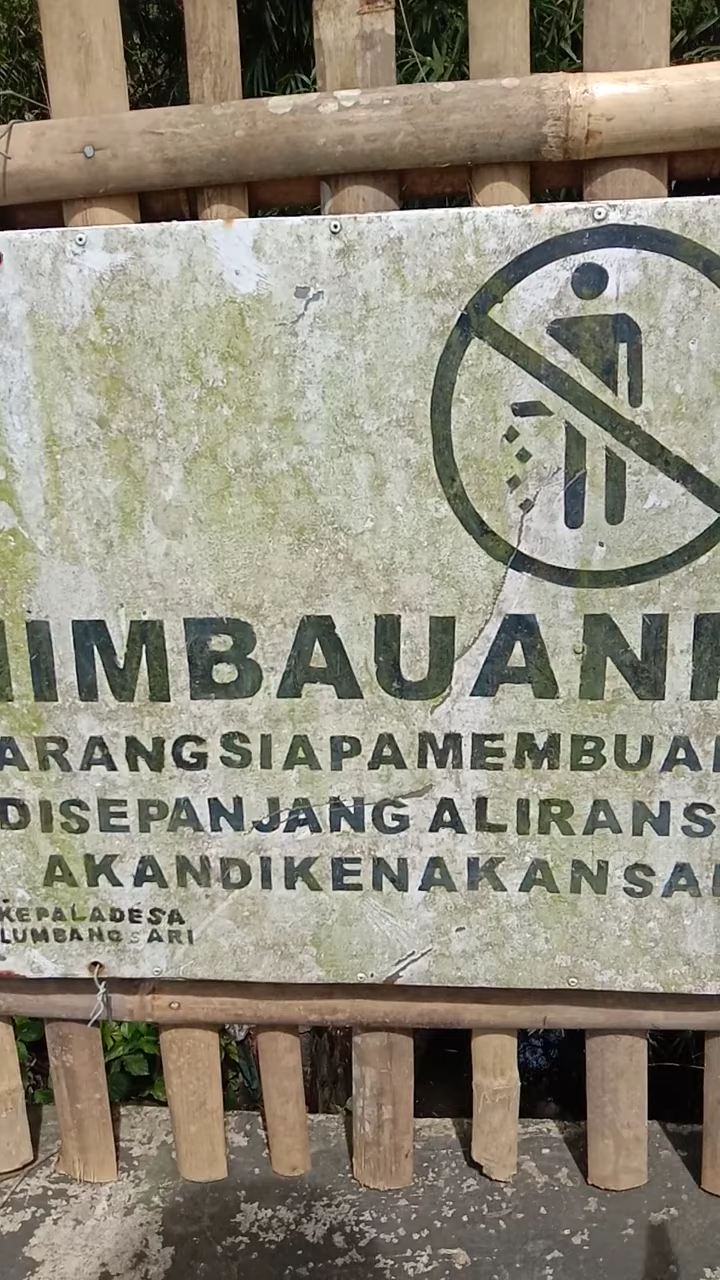 HIMBAUAN
ARANGSIAPAMEMBUA
DISEPANJANG ALIRANS
AKANDIKENAKANSA
KEPALADESA
LUMBANGSARI